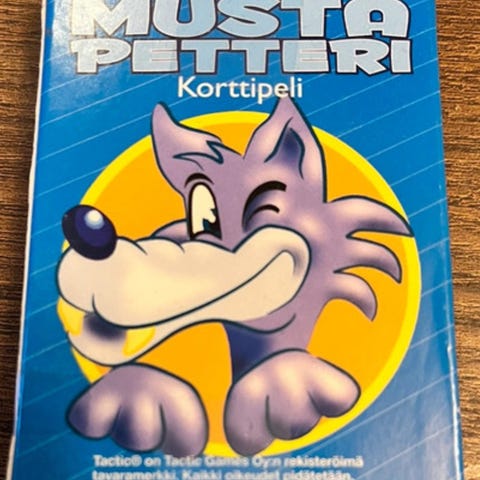 MUSTA
PETTERI
Korttipeli
Tactic® on Tactic Games Oy:n rekisteröimä
tavaramerkki. Kaikki oikeudet pidätetään.